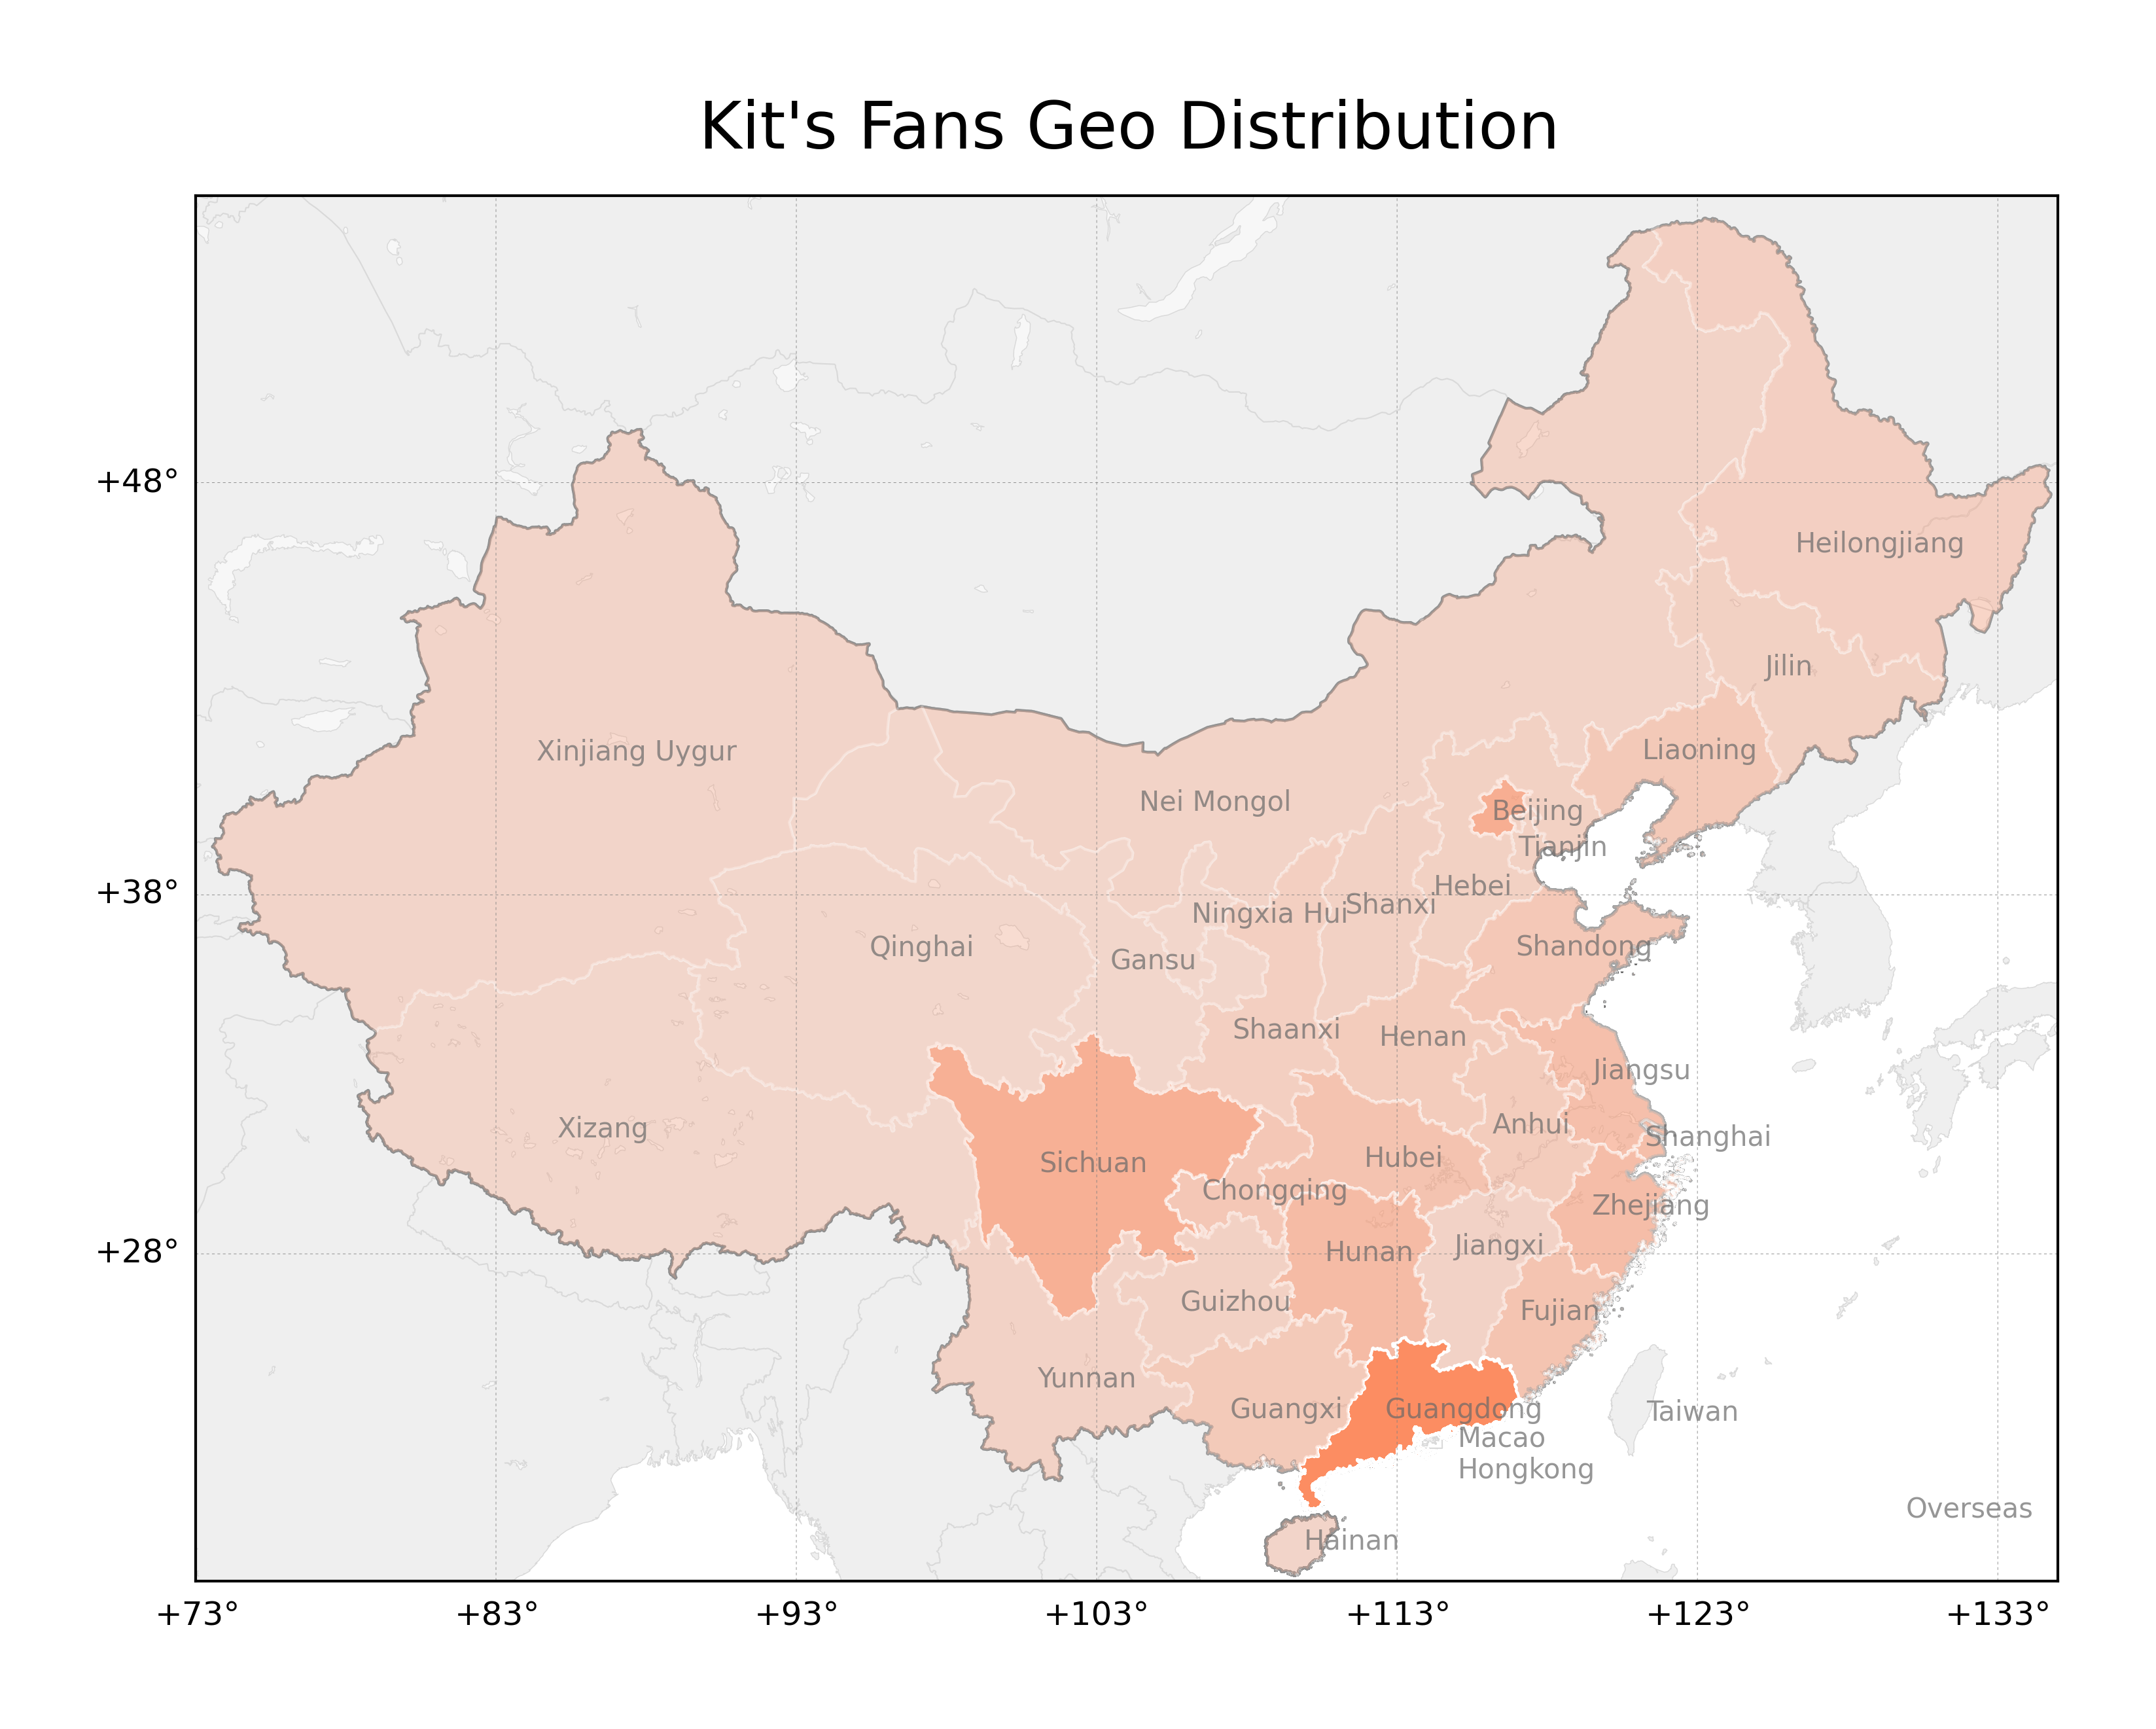 Kit's Fans Geo Distribution
+48°
Heilongjiang
Jilin
Xinjiang Uygur
Liaoning
Nei Mongol
Beijing
Tianjin
+38°
Hebei
Shanxi
Ningxia Hui
Qinghai
Shandong
Gansu
Shaanxi
Henan
Jiangsu
Xizang
Anhui
Shanghai
Hubei
Sichuan
Chongqing
Zhejiang
+28°
Hunan
Jiangxi
Guizhou
Fujian
Yunnan
Guangxi
Guangdong
Taiwan
Macao
Hongkong
Overseas
Hainan
+73°
+83°
+93°
+103°
+113°
+123°
+133°